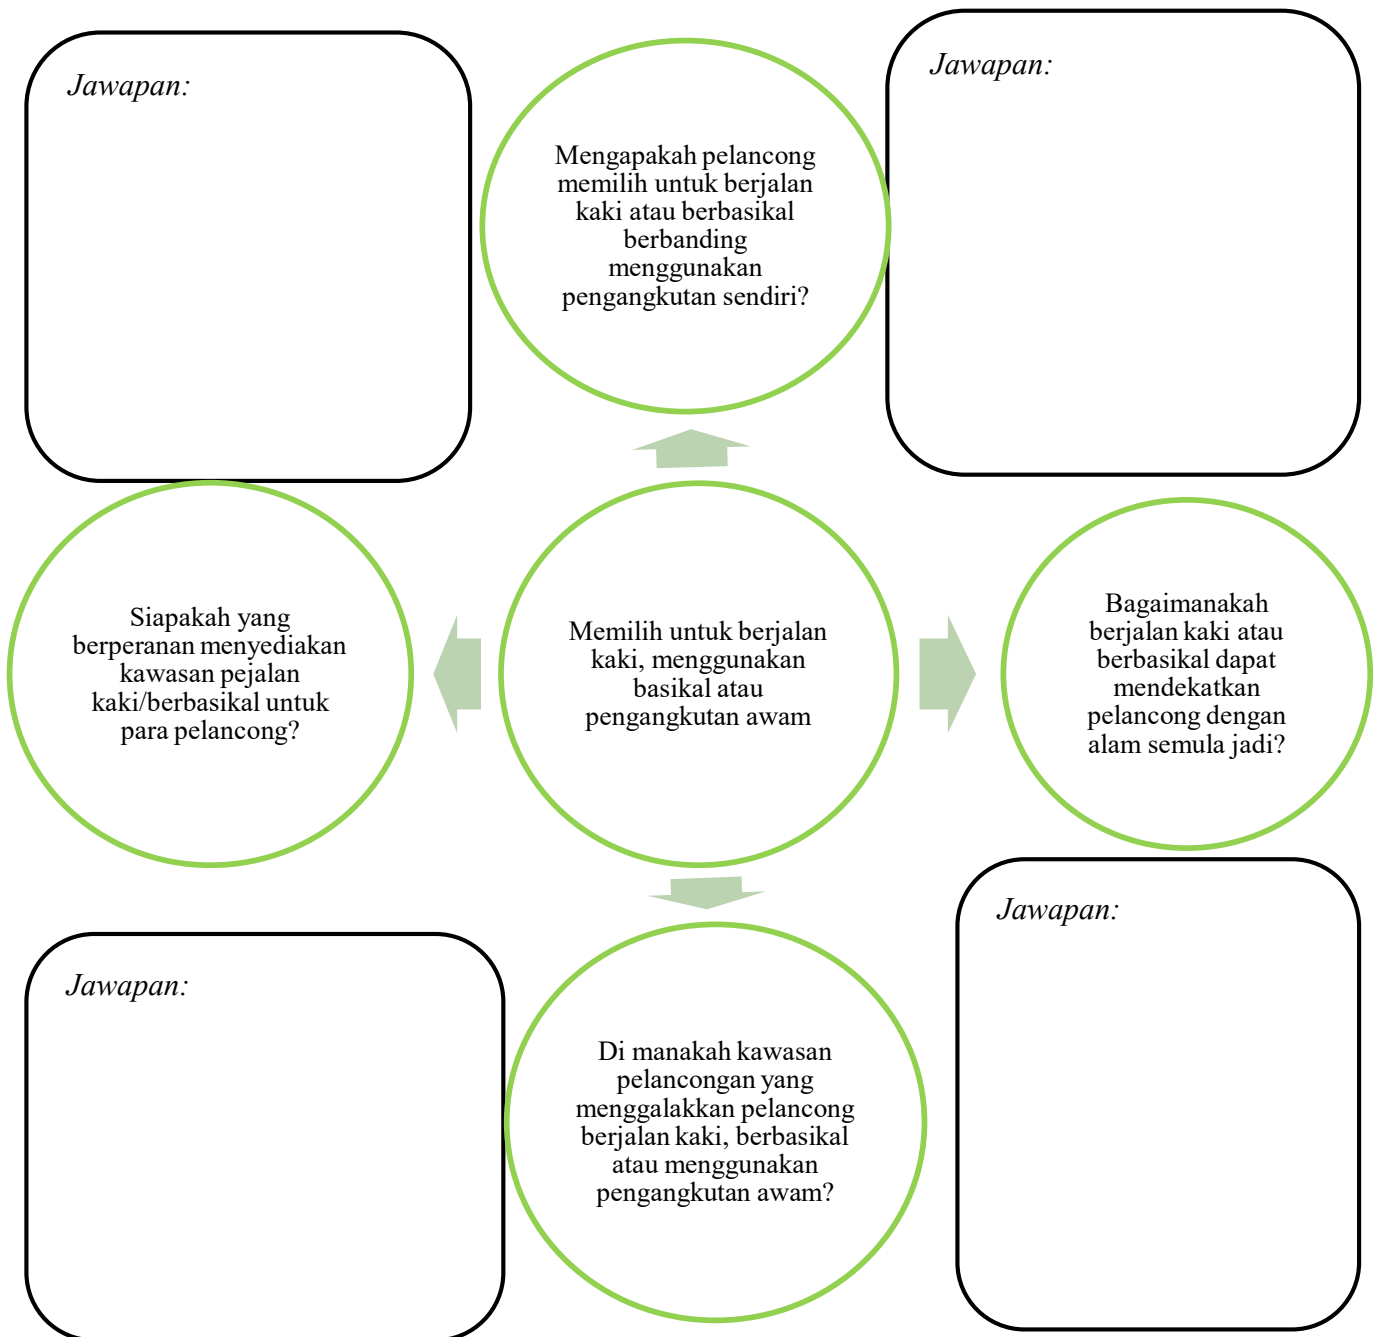 Jawapan:
Mengapakah pelancong
memilih untuk berjalan
kaki atau berbasikal
berbanding
menggunakan
pengangkutan sendiri?
Jawapan:
Siapakah yang
berperanan menyediakan
kawasan pejalan
kaki/berbasikal untuk
para pelancong?
Memilih untuk berjalan
kaki, menggunakan
basikal atau
pengangkutan awam
Bagaimanakah
berjalan kaki atau
berbasikal dapat
mendekatkan
pelancong dengan
alam semula jadi?
Jawapan:
Di manakah kawasan
pelancongan yang
menggalakkan pelancong
berjalan kaki, berbasikal
atau menggunakan
pengangkutan awam?
Jawapan: